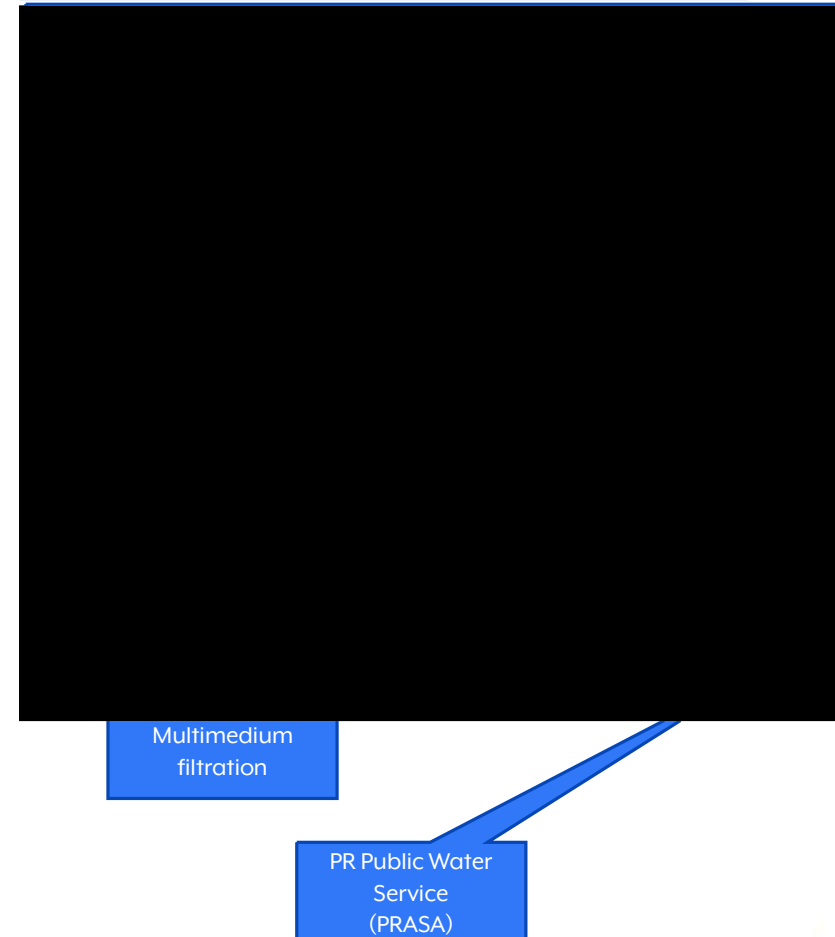 Multimedium
filtration
PR Public Water
Service
(PRASA)